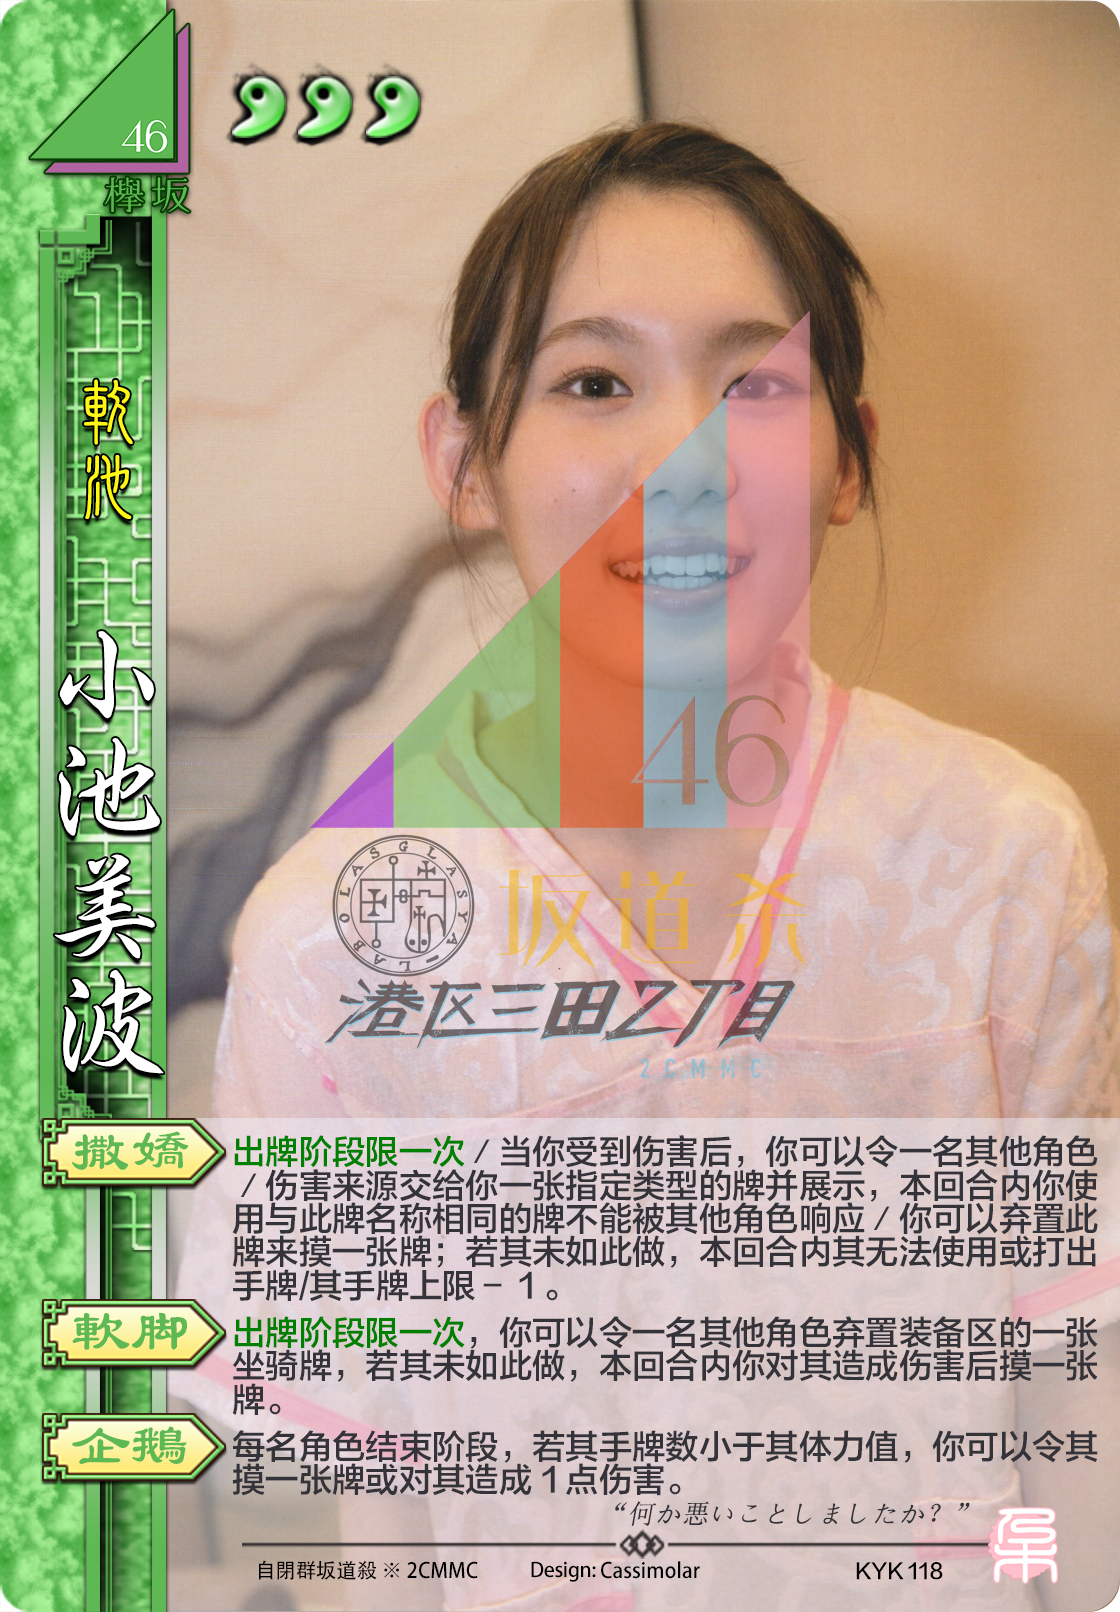 46
欅坂
軟池
小池美波
46
GLASYA-LABOLAS
坂道杀
港区三田乙丁目
2CMMC
撒嬌
出牌阶段限一次／当你受到伤害后，你可以令一名其他角色
／伤害来源交给你一张指定类型的牌并展示，本回合内你使
用与此牌名称相同的牌不能被其他角色响应／你可以弃置此
牌来摸一张牌；若其未如此做，本回合内其无法使用或打出
手牌/其手牌上限－1。
軟脚
出牌阶段限一次，你可以令一名其他角色弃置装备区的一张
坐骑牌，若其未如此做，本回合内你对其造成伤害后摸一张
牌。
企鵝
每名角色结束阶段，若其手牌数小于其体力值，你可以令其
摸一张牌或对其造成1点伤害。
“何か悪いことしましたか？”
自閉群坂道殺 ※ 2CMMC
Design: Cassimolar
KYK 118